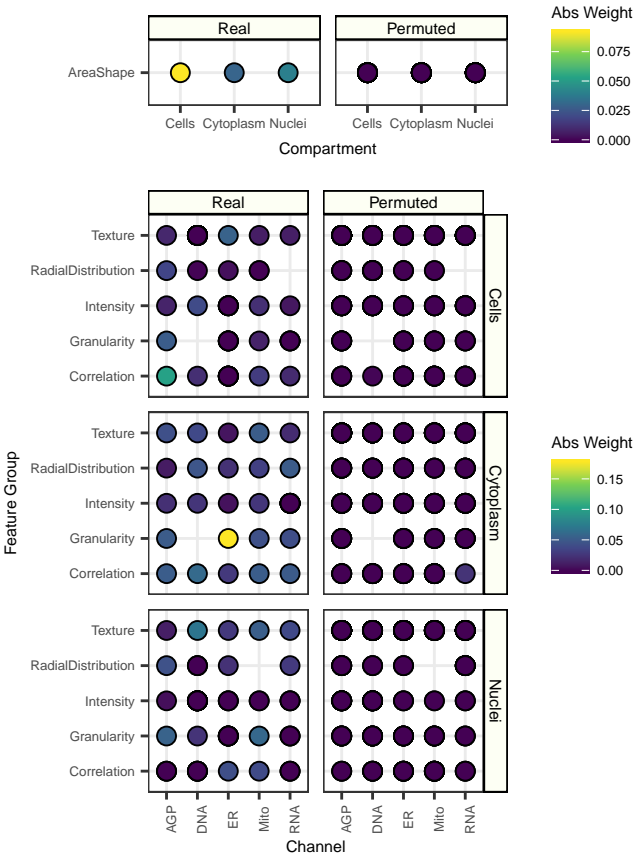 Real
Permuted
AreaShape
Cells
Cytoplasm
Nuclei
Cells
Cytoplasm
Nuclei
Compartment
Abs Weight
0.075
0.050
0.025
0.000
Real
Permuted
Texture
RadialDistribution
Intensity
Granularity
Correlation
Cells
Texture
RadialDistribution
Intensity
Granularity
Correlation
Cytoplasm
Texture
RadialDistribution
Intensity
Granularity
Correlation
Nuclei
Feature Group
AGP
DNA
ER
Mito
RNA
AGP
DNA
ER
Mito
RNA
Channel
Abs Weight
0.15
0.10
0.05
0.00